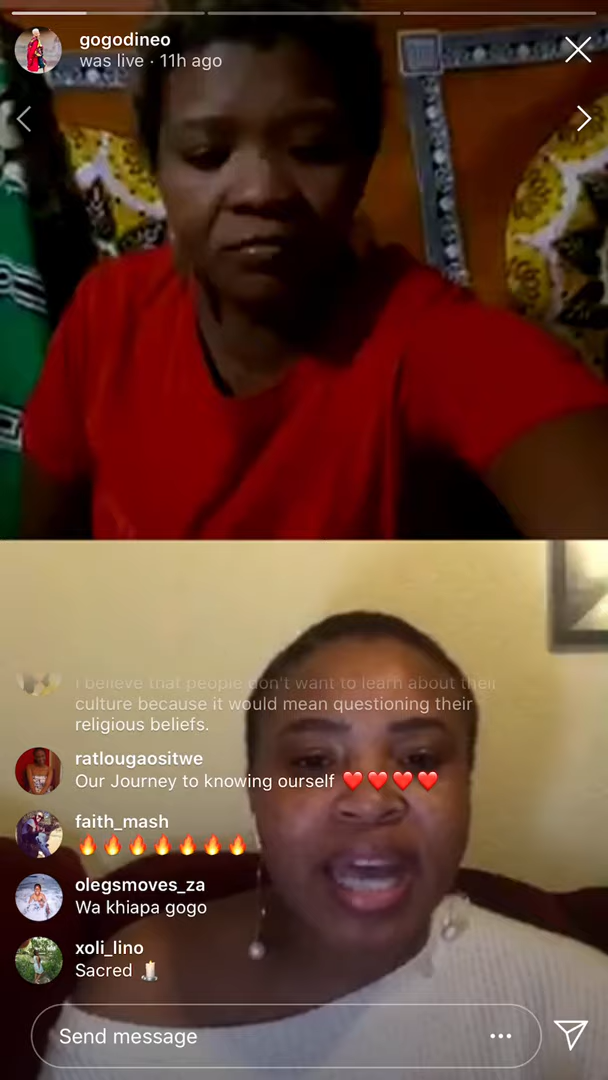 gogodineo
was live · 11h ago
I believe that people don't want to learn about their
culture because it would mean questioning their
religious beliefs.
ratlougaositwe
Our Journey to knowing ourself ❤️❤️❤️❤️
faith_mash
🔥🔥🔥🔥🔥🔥🔥
olegsmoves_za
Wa khiapa gogo
xoli_lino
Sacred 🕯️
Send message